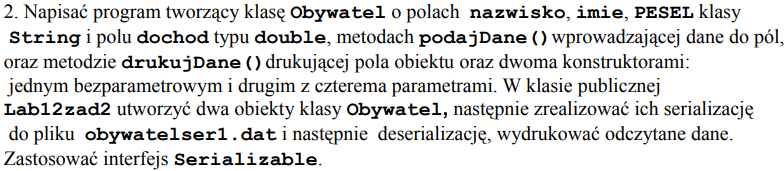 2. Napisać program tworzący klasę Obywatel o polach nazwisko, imie, PESEL klasy
String i polu dochod typu double, metodach podajDane() wprowadzającej dane do pól,
oraz metodzie drukujDane() drukującej pola obiektu oraz dwoma konstruktorami:
jednym bezparametrowym i drugim z czterema parametrami. W klasie publicznej
Lab12zad2 utworzyć dwa obiekty klasy Obywatel, następnie zrealizować ich serializację
do pliku obywatelser1.dat i następnie deserializację, wydrukować odczytane dane.
Zastosować interfejs Serializable.